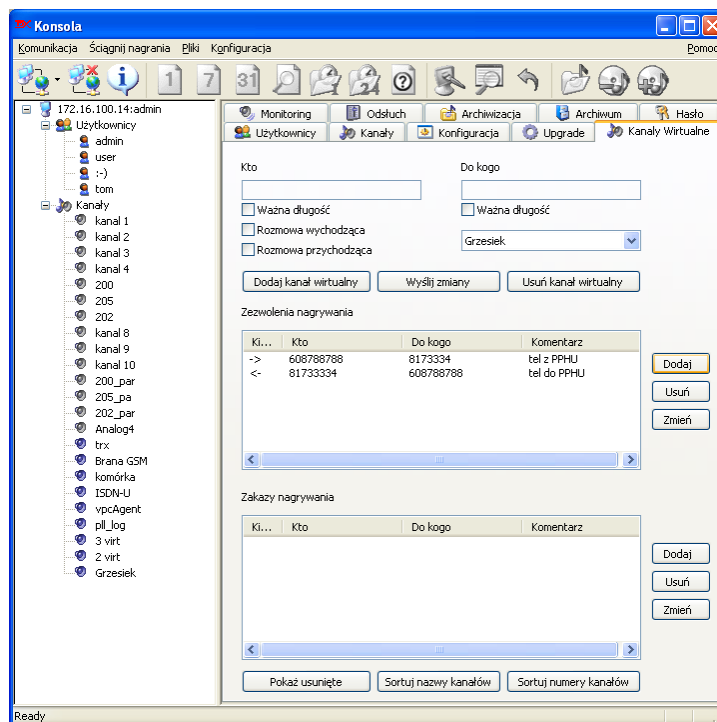 Konsola
Komunikacja Ściągnij nagrania Pliki Konfiguracja Pomoc
1 7 31 7 24
172.16.100.14:admin
Użytkownicy
admin
user
:-)
tom
Kanały
kanal 1
kanal 2
kanal 3
kanal 4
200
205
202
kanal 8
kanal 9
kanal 10
200_par
205_pa
202_par
Analog4
trx
Brana GSM
komórka
ISDN-U
vpcAgent
pll_log
3 virt
2 virt
Grzesiek
Monitoring Odsłuch Archiwizacja Archiwum Hasło
Użytkownicy Kanały Konfiguracja Upgrade Kanaly Wirtualne
Kto Do kogo
Ważna długość Ważna długość
Rozmowa wychodząca
Rozmowa przychodząca
Grzesiek
Dodaj kanał wirtualny Wyślij zmiany Usuń kanał wirtualny
Zezwolenia nagrywania
Ki... Kto Do kogo Komentarz
-> 608788788 8173334 tel z PPHU
<- 81733334 608788788 tel do PPHU
Dodaj
Usuń
Zmień
Zakazy nagrywania
Ki... Kto Do kogo Komentarz
Dodaj
Usuń
Zmień
Pokaż usunięte Sortuj nazwy kanałów Sortuj numery kanałów
Ready